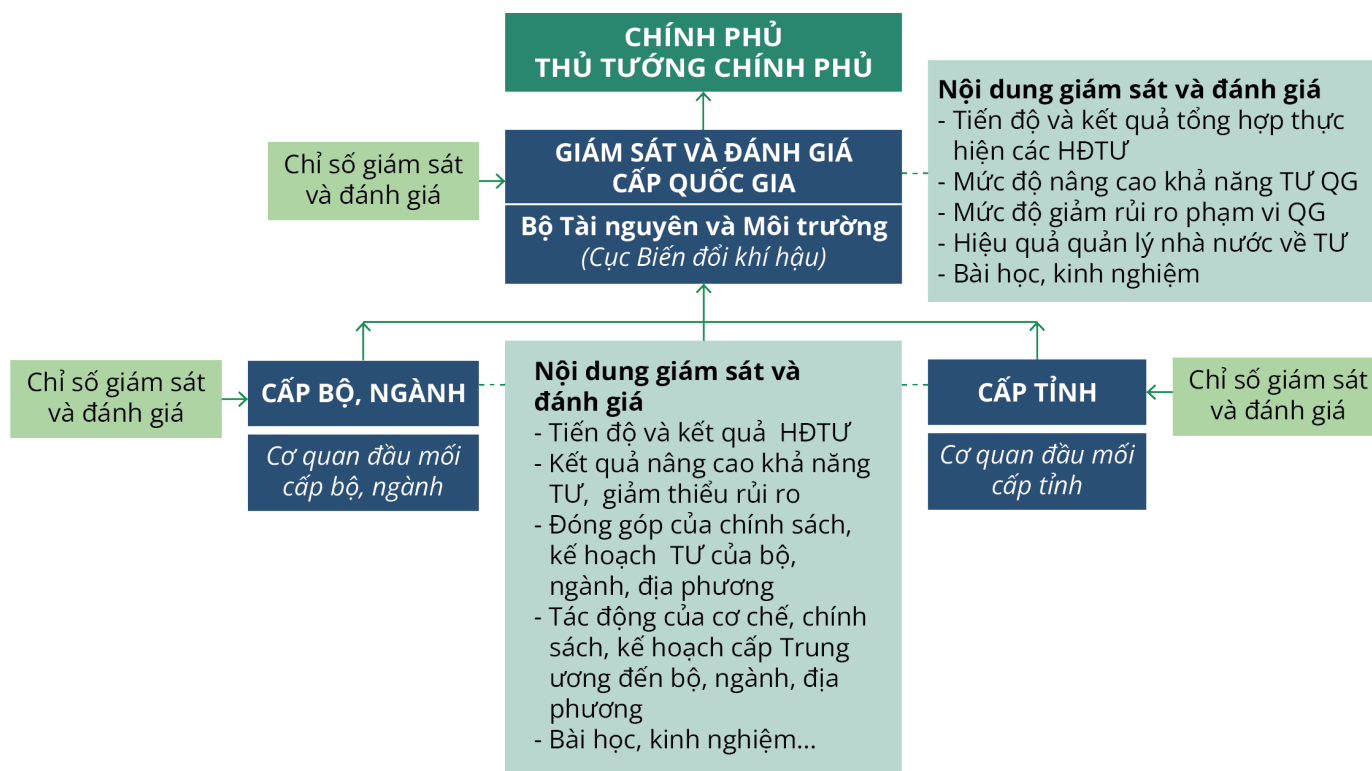 CHÍNH PHỦ
THỦ TƯỚNG CHÍNH PHỦ
Chỉ số giám sát
và đánh giá
GIÁM SÁT VÀ ĐÁNH GIÁ
CẤP QUỐC GIA
Bộ Tài nguyên và Môi trường
(Cục Biến đổi khí hậu)
Nội dung giám sát và đánh giá
- Tiến độ và kết quả tổng hợp thực
hiện các HĐTƯ
- Mức độ nâng cao khả năng TƯ QG
- Mức độ giảm rủi ro phạm vi QG
- Hiệu quả quản lý nhà nước về TƯ
- Bài học, kinh nghiệm
Chỉ số giám sát
và đánh giá
CẤP BỘ, NGÀNH
Cơ quan đầu mối
cấp bộ, ngành
Nội dung giám sát và
đánh giá
- Tiến độ và kết quả HĐTƯ
- Kết quả nâng cao khả năng
TƯ, giảm thiểu rủi ro
- Đóng góp của chính sách,
kế hoạch TƯ của bộ,
ngành, địa phương
- Tác động của cơ chế, chính
sách, kế hoạch cấp Trung
ương đến bộ, ngành, địa
phương
- Bài học, kinh nghiệm...
CẤP TỈNH
Cơ quan đầu mối
cấp tỉnh
Chỉ số giám sát
và đánh giá